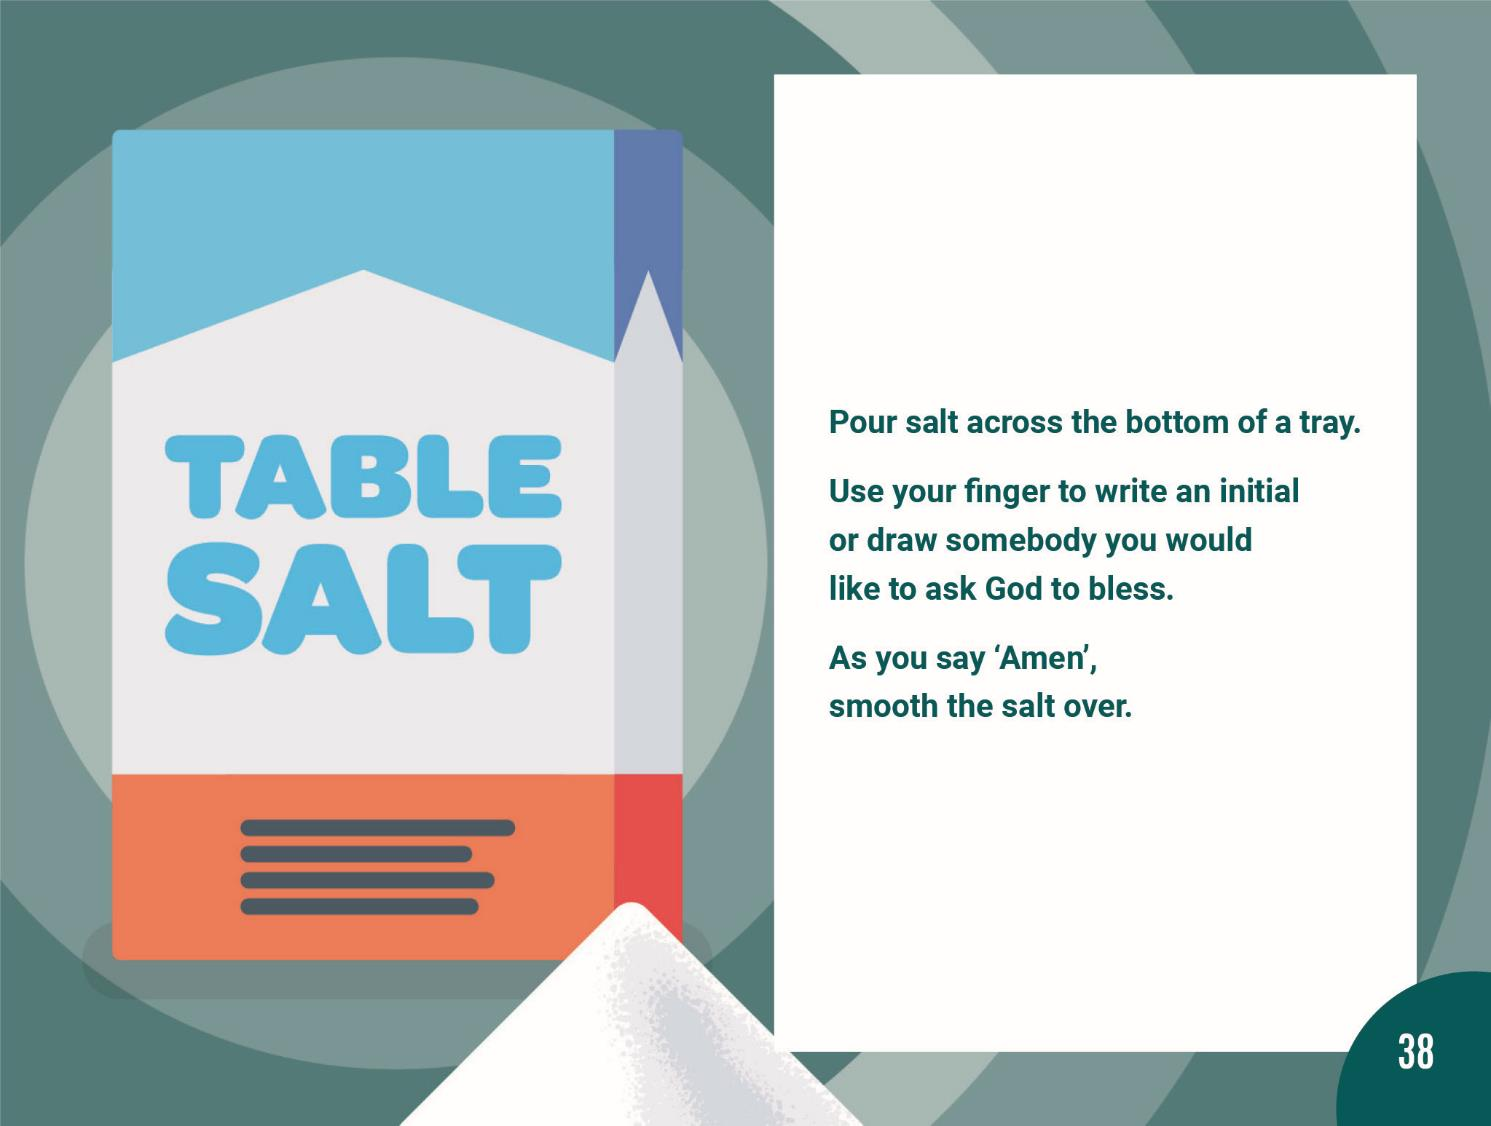 TABLE
SALT
Pour salt across the bottom of a tray.
Use your finger to write an initial
or draw somebody you would
like to ask God to bless.
As you say ‘Amen’,
smooth the salt over.
38